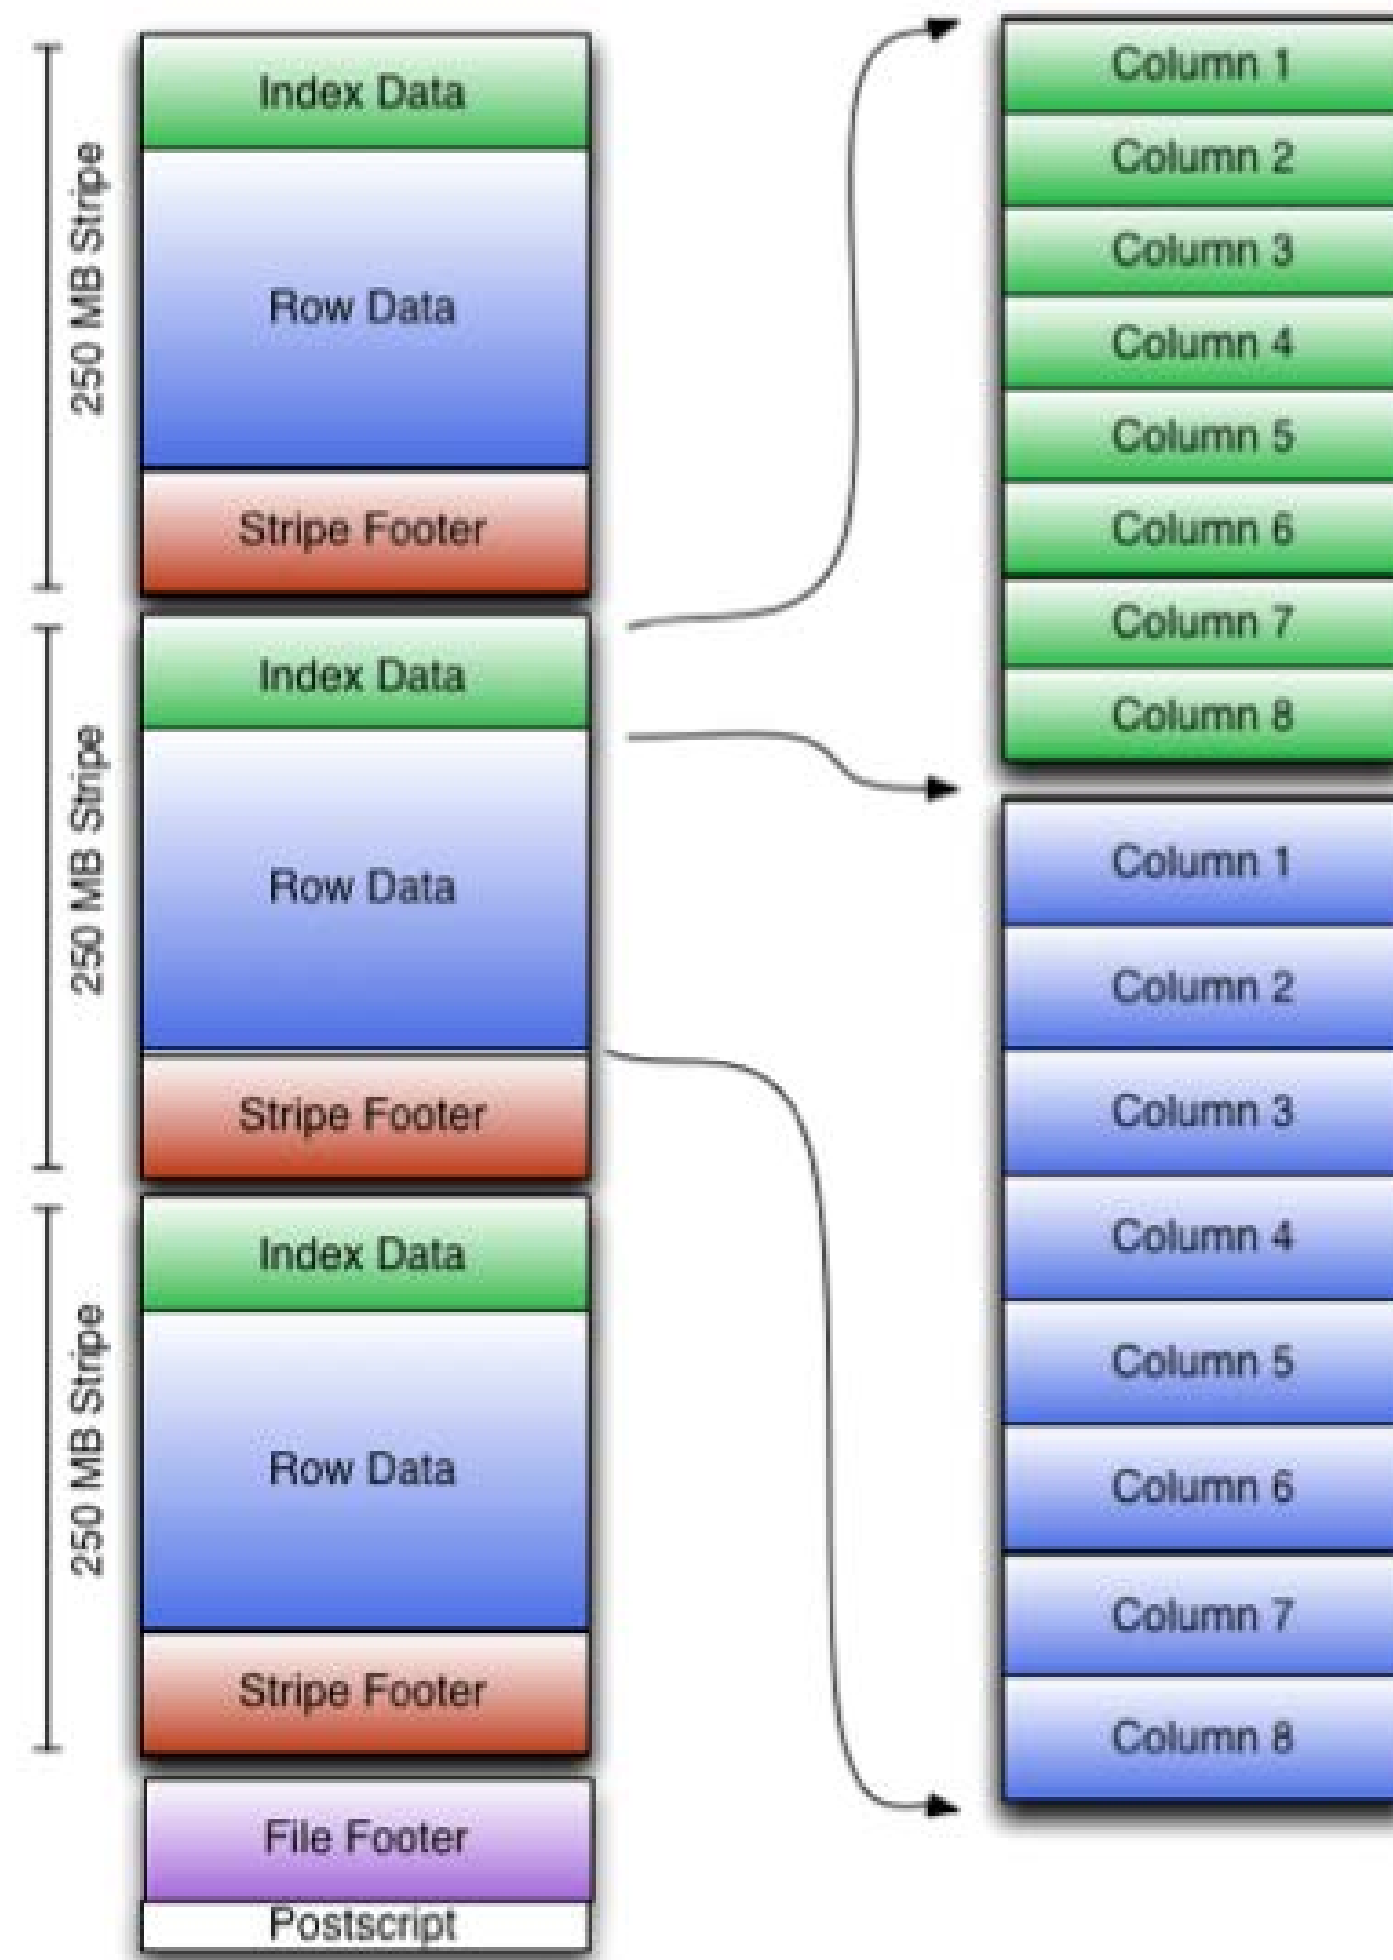 250 MB Stripe
Index Data
Row Data
Stripe Footer
250 MB Stripe
Index Data
Row Data
Stripe Footer
250 MB Stripe
Index Data
Row Data
Stripe Footer
File Footer
Postscript
Column 1
Column 2
Column 3
Column 4
Column 5
Column 6
Column 7
Column 8
Column 1
Column 2
Column 3
Column 4
Column 5
Column 6
Column 7
Column 8